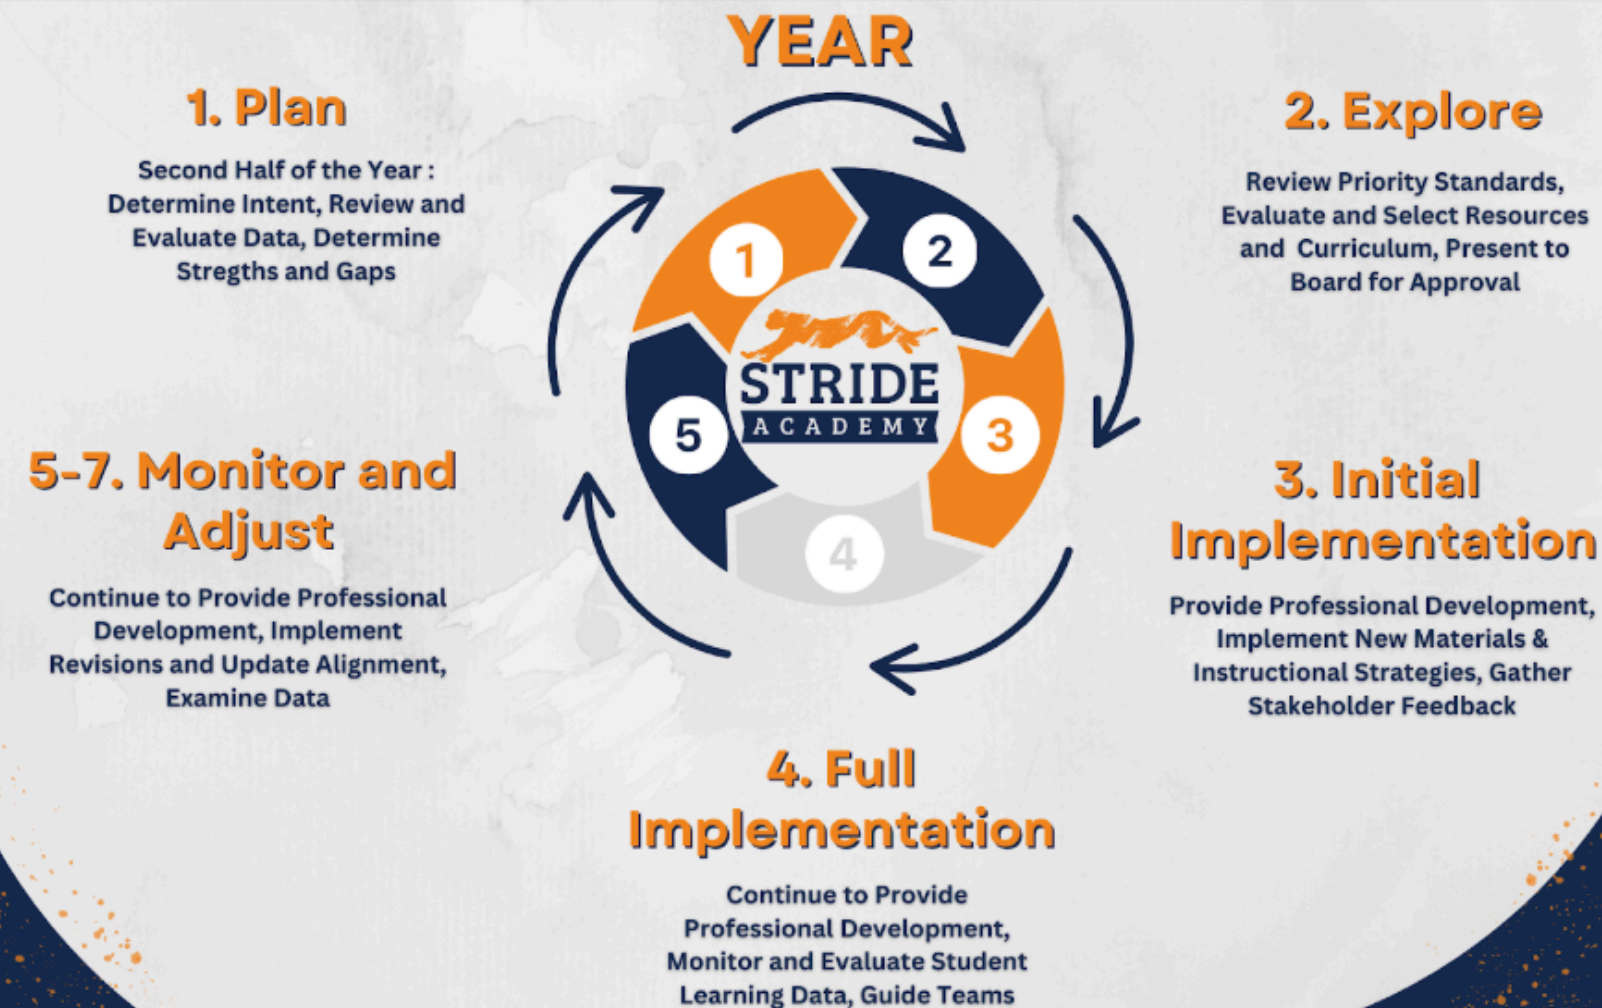 YEAR
1. Plan
Second Half of the Year :
Determine Intent, Review and
Evaluate Data, Determine
Stregths and Gaps
2. Explore
Review Priority Standards,
Evaluate and Select Resources
and Curriculum, Present to
Board for Approval
1
2
3
4
5
STRIDE
ACADEMY
3. Initial
Implementation
Provide Professional Development,
Implement New Materials &
Instructional Strategies, Gather
Stakeholder Feedback
4. Full
Implementation
Continue to Provide
Professional Development,
Monitor and Evaluate Student
Learning Data, Guide Teams
5-7. Monitor and
Adjust
Continue to Provide Professional
Development, Implement
Revisions and Update Alignment,
Examine Data